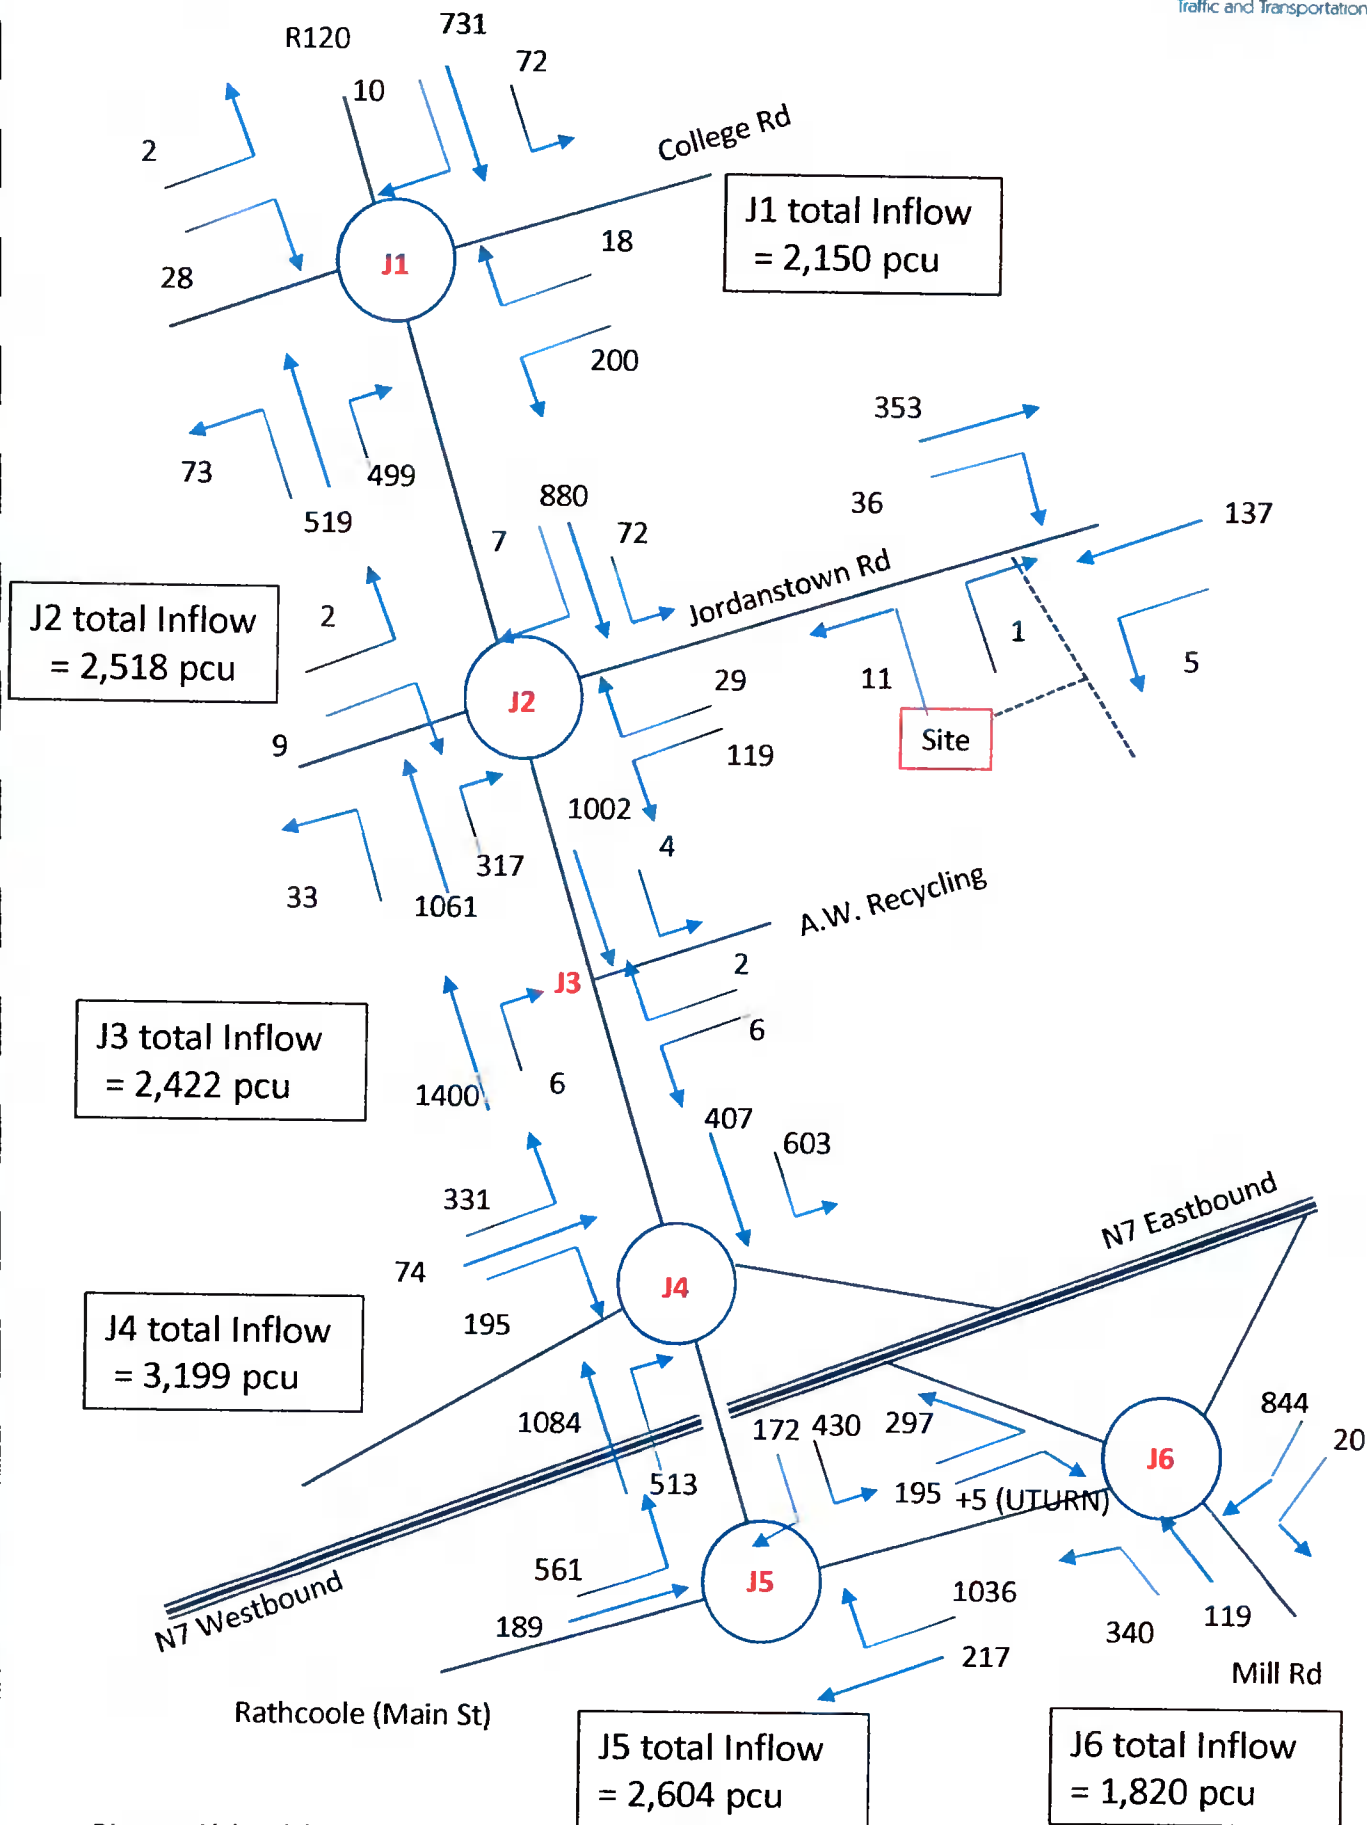 Traffic and Transportation
731
R120
72
10
2
College Rd
J1 total Inflow
= 2,150 pcu
18
J1
28
200
353
73
499
36
880
519
137
7
72
Jordanstown Rd
J2 total Inflow
= 2,518 pcu
2
1
5
29
11
J2
Site
9
119
1002
4
317
33
1061
A.W. Recycling
2
J3
6
J3 total Inflow
= 2,422 pcu
1400
6
407
603
331
N7 Eastbound
74
J4
195
J4 total Inflow
= 3,199 pcu
844
1084
172
430
297
20
J6
513
195
+5 (UTURN)
561
J5
1036
N7 Westbound
189
119
340
217
Mill Rd
Rathcoole (Main St)
J5 total Inflow
= 2,604 pcu
J6 total Inflow
= 1,820 pcu